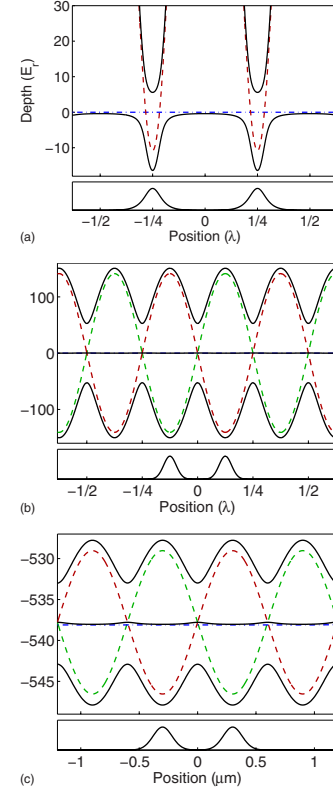 30
20
10
0
−10
Depth (E_r)
−1/2 −1/4 0 1/4 1/2
(a) Position (λ)
100
0
−100
−1/2 −1/4 0 1/4 1/2
(b) Position (λ)
−530
−535
−540
−545
−1 −0.5 0 0.5 1
(c) Position (μm)